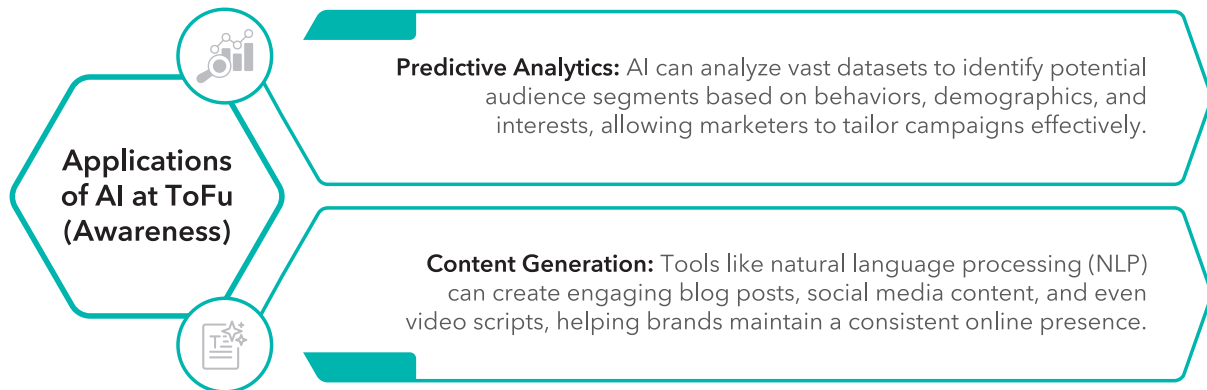 Applications
of AI at ToFu
(Awareness)
Predictive Analytics: AI can analyze vast datasets to identify potential
audience segments based on behaviors, demographics, and
interests, allowing marketers to tailor campaigns effectively.
Content Generation: Tools like natural language processing (NLP)
can create engaging blog posts, social media content, and even
video scripts, helping brands maintain a consistent online presence.